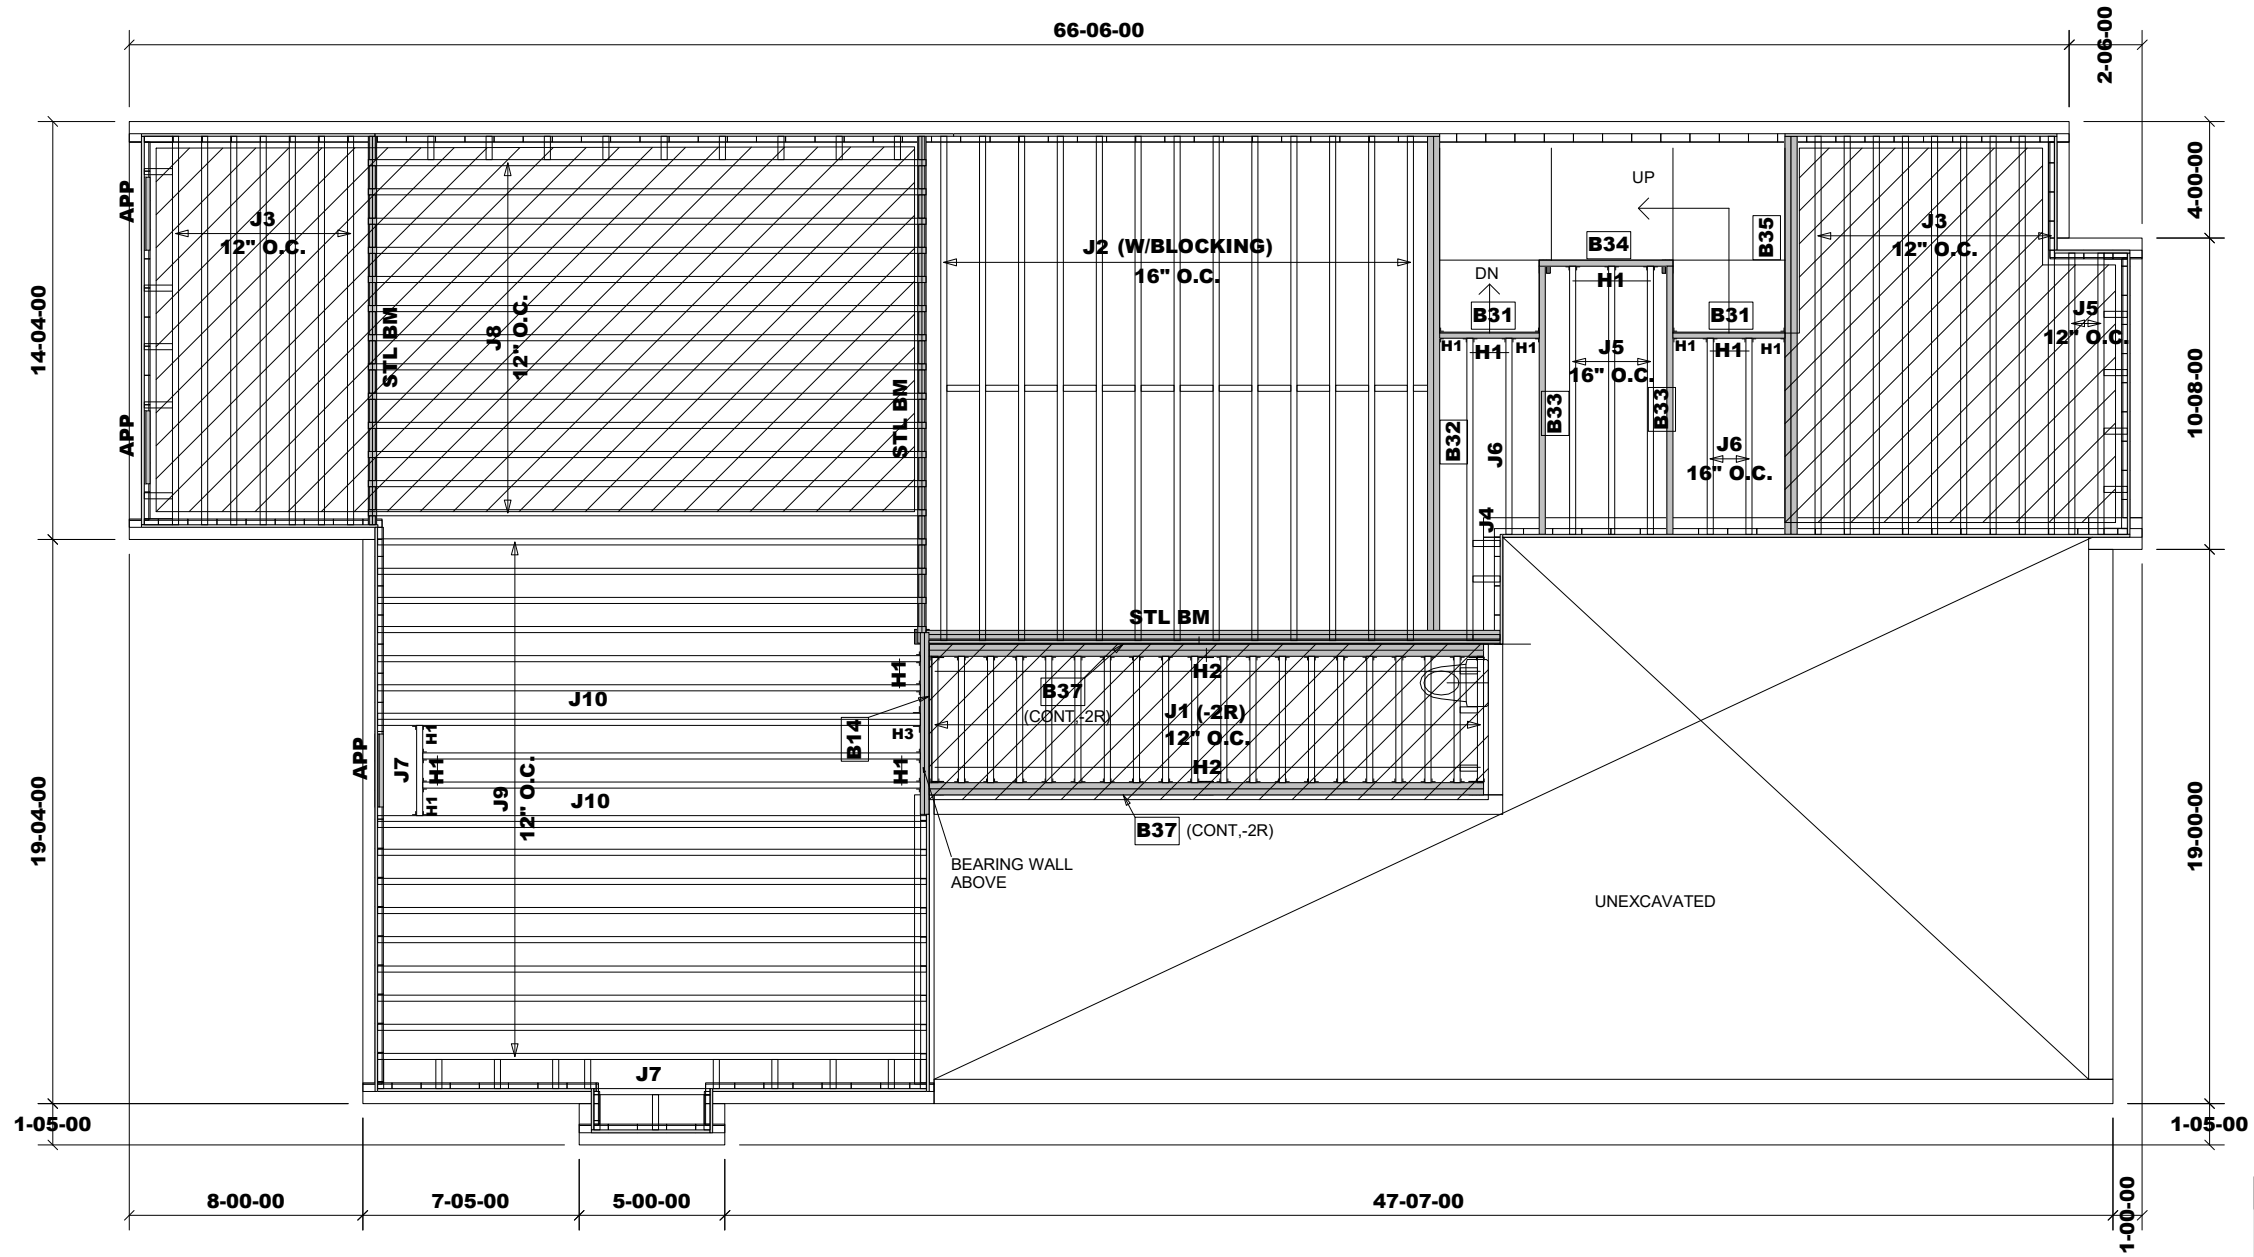 66-06-00
2-06-00
14-04-00
19-04-00
1-05-00
4-00-00
10-08-00
19-00-00
1-05-00
APP
APP
J3
12" O.C.
STL BM
J8
12" O.C.
STL BM
J2 (W/BLOCKING)
16" O.C.
UP
DN
B34
B35
H1
B31
B31
H1
H1
H1
H1
H1
H1
J5
16" O.C.
B32
B33
B33
J6
J6
16" O.C.
J4
J3
12" O.C.
J5
12" O.C.
STL BM
H1
J10
B14
H3
H1
APP
J7
H1
H1
H1
J9
12" O.C.
J10
H2
B37
(CONT,-2R)
J1 (-2R)
12" O.C.
H2
B37 (CONT,-2R)
BEARING WALL
ABOVE
UNEXCAVATED
J7
8-00-00
7-05-00
5-00-00
47-07-00
1-00-00